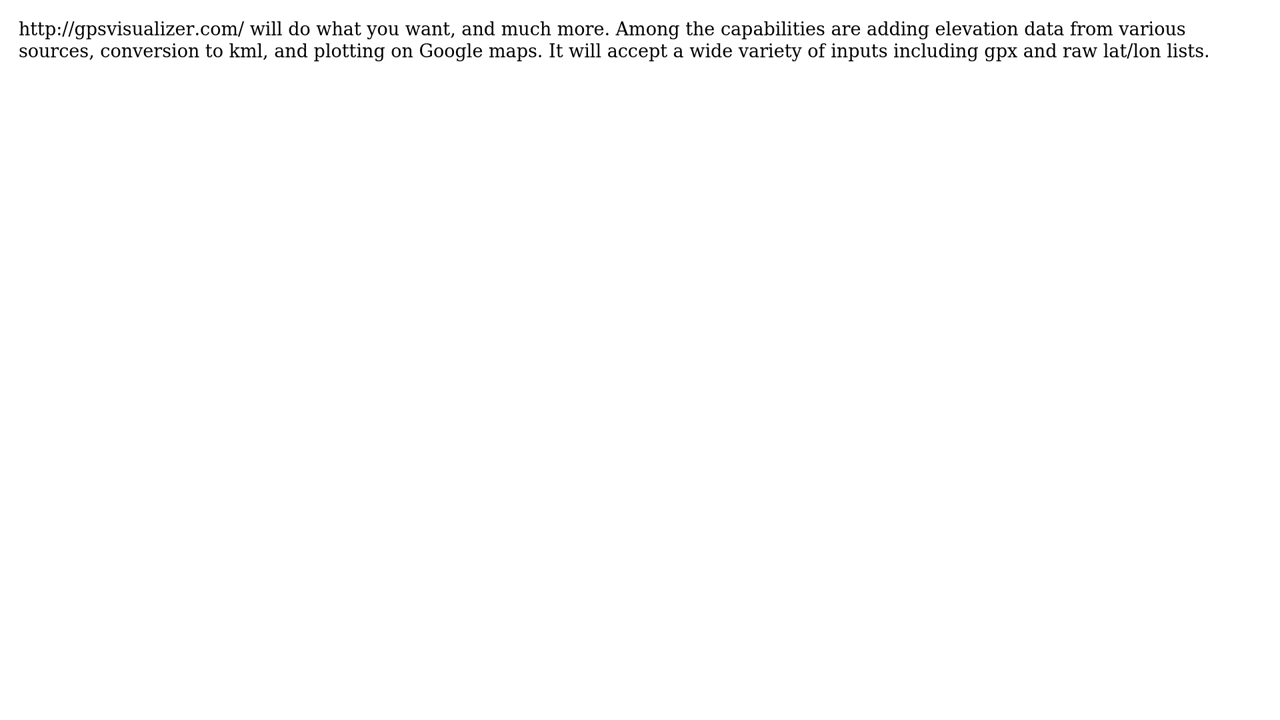 http://gpsvisualizer.com/ will do what you want, and much more. Among the capabilities are adding elevation data from various
sources, conversion to kml, and plotting on Google maps. It will accept a wide variety of inputs including gpx and raw lat/lon lists.